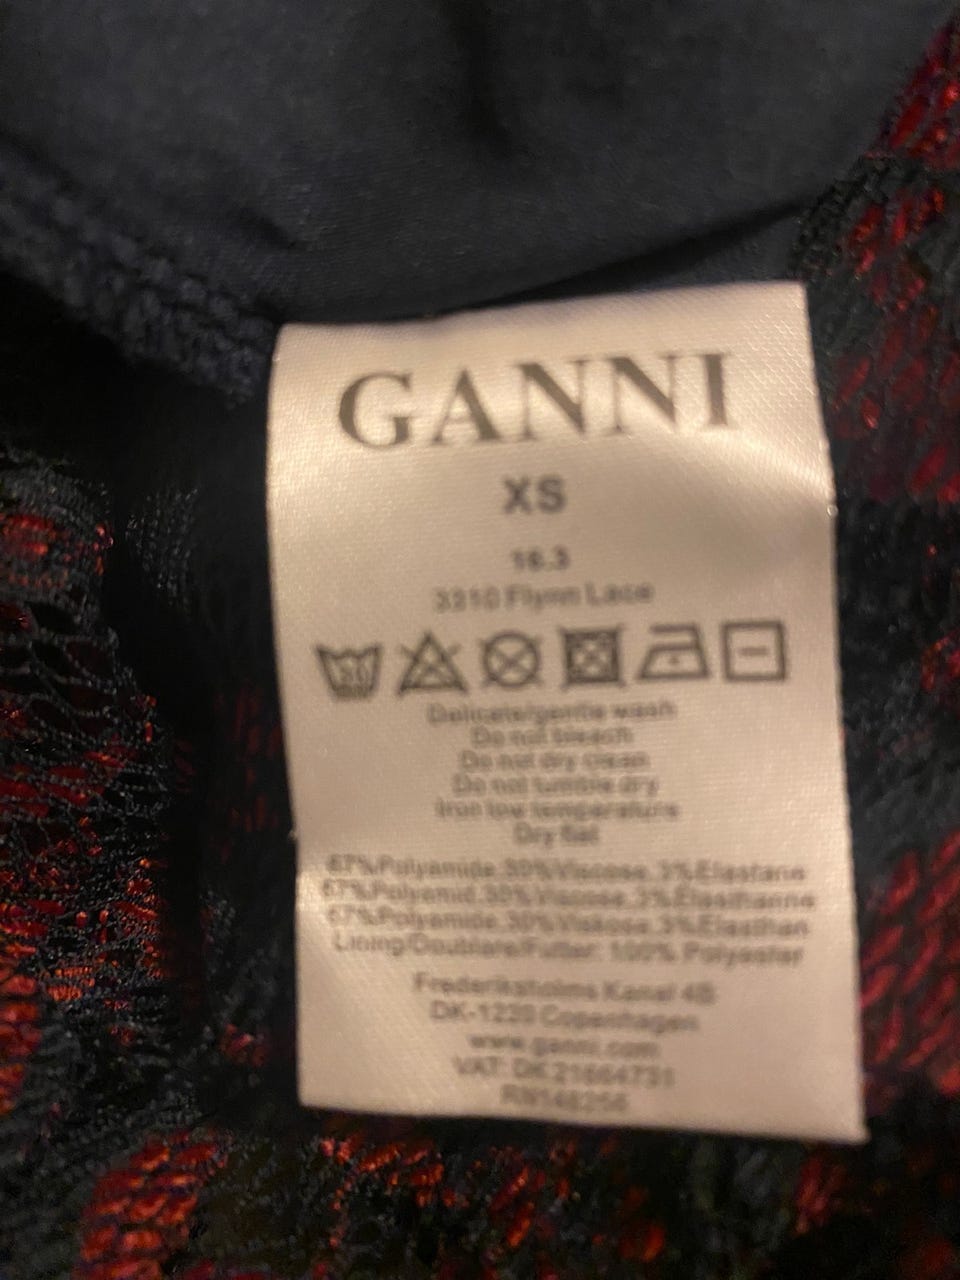 GANNI
XS
16.3
3310 Flynn Lace
30
Delicate/gentle wash
Do not bleach
Do not dry clean
Do not tumble dry
Iron low temperature
Dry flat
67%Polyamide.30%Viscose.3%Elastane
67%Polyamid.30%Viscose.3%Elasthanne
67%Polyamide.30%Viskose.3%Elasthan
Lining/Doublure/Futter: 100% Polyester
Frederiksholms Kanal 4B
DK-1220 Copenhagen
www.ganni.com
VAT: DK